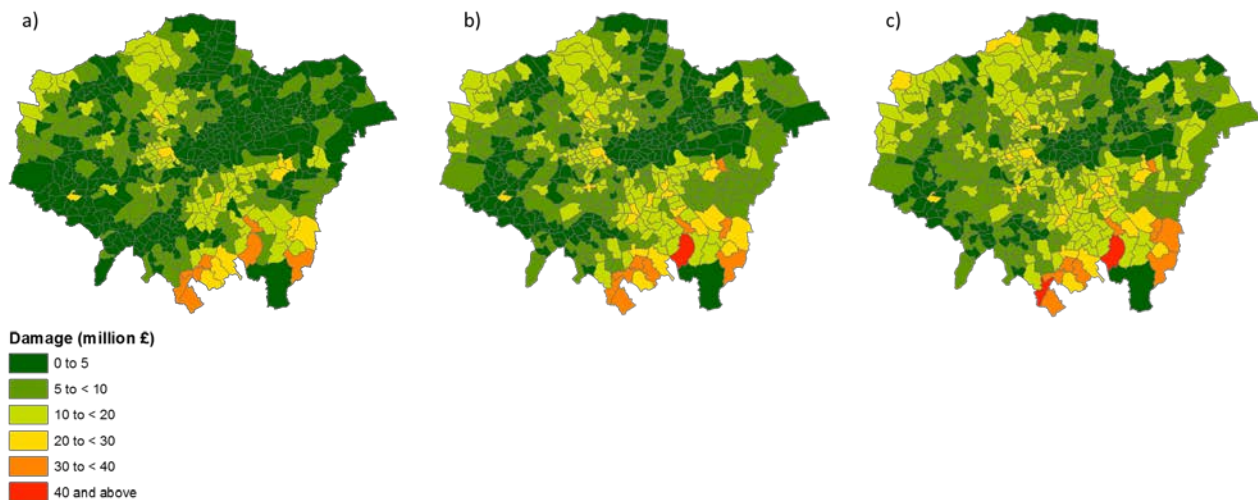 a)
b)
c)
Damage (million £)
0 to 5
5 to < 10
10 to < 20
20 to < 30
30 to < 40
40 and above